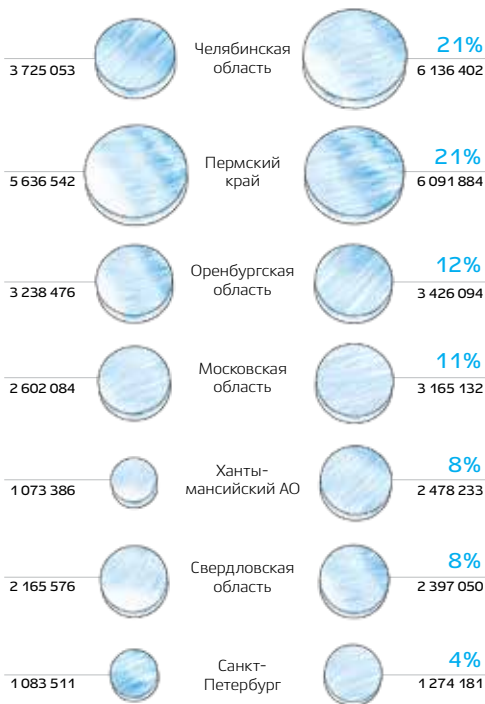 Челябинская
область
21%
3 725 053
6 136 402
Пермский
край
21%
5 636 542
6 091 884
Оренбургская
область
12%
3 238 476
3 426 094
Московская
область
11%
2 602 084
3 165 132
Ханты-
мансийский АО
8%
1 073 386
2 478 233
Свердловская
область
8%
2 165 576
2 397 050
Санкт-
Петербург
4%
1 083 511
1 274 181